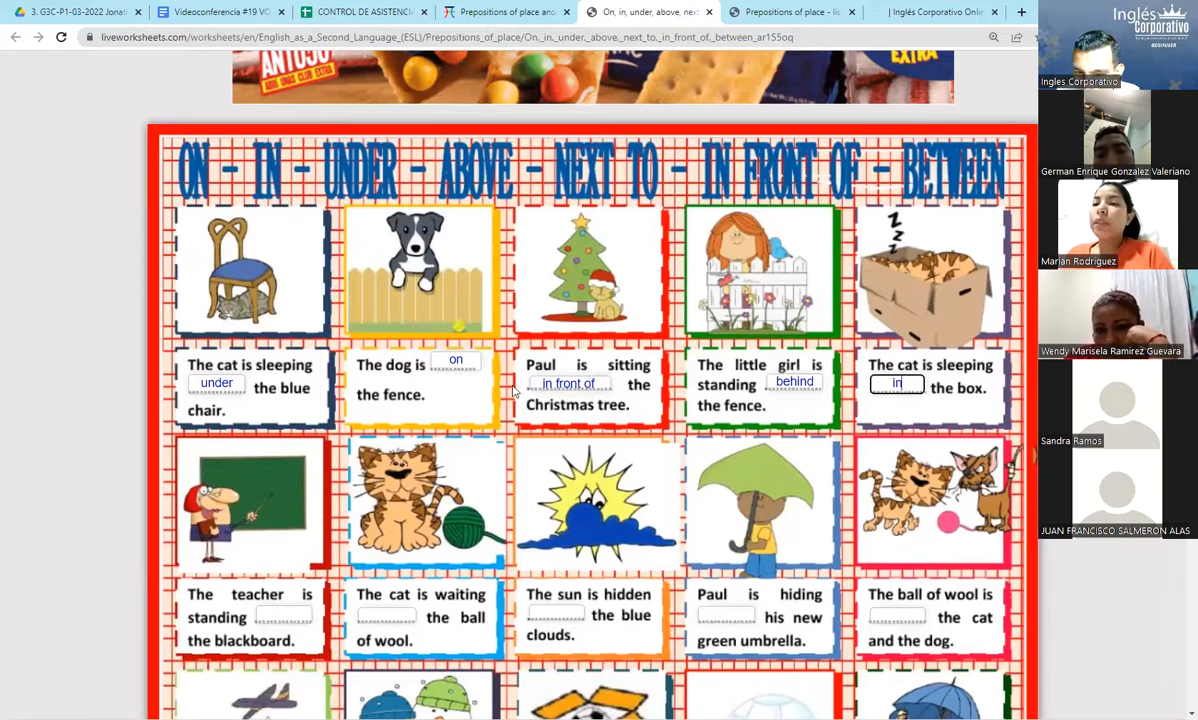 3. G3C-P1-03-2022 Jonat
Videoconferencia #19 VO
CONTROL DE ASISTENCIA
Prepositions of place and
On, in, under, above, next
Prepositions of place - list
Inglés Corporativo Onlin
liveworksheets.com/worksheets/en/English_as_a_Second_Language_(ESL)/Prepositions_of_place/On,_in,_under,_above,_next_to,_in_front_of,_between_ar155oq
ANTOJO
EXTRA
ON - IN - UNDER - ABOVE - NEXT TO - IN FRONT OF - BETWEEN
Z
Z
Z
The cat is sleeping
under the blue
chair.
The dog is on
the fence.
Paul is sitting
in front of the
Christmas tree.
The little girl is
standing behind
the fence.
The cat is sleeping
in the box.
The teacher is
standing
the blackboard.
The cat is waiting
the ball
of wool.
The sun is hidden
the blue
clouds.
Paul is hiding
his new
green umbrella.
The ball of wool is
the cat
and the dog.
Inglés
Corporativo
BEGINNER
Ingles Corporativo
German Enrique Gonzalez Valeriano
Marjan Rodriguez
Wendy Marisela Ramirez Guevara
Sandra Ramos
JUAN FRANCISCO SALMERON ALAS